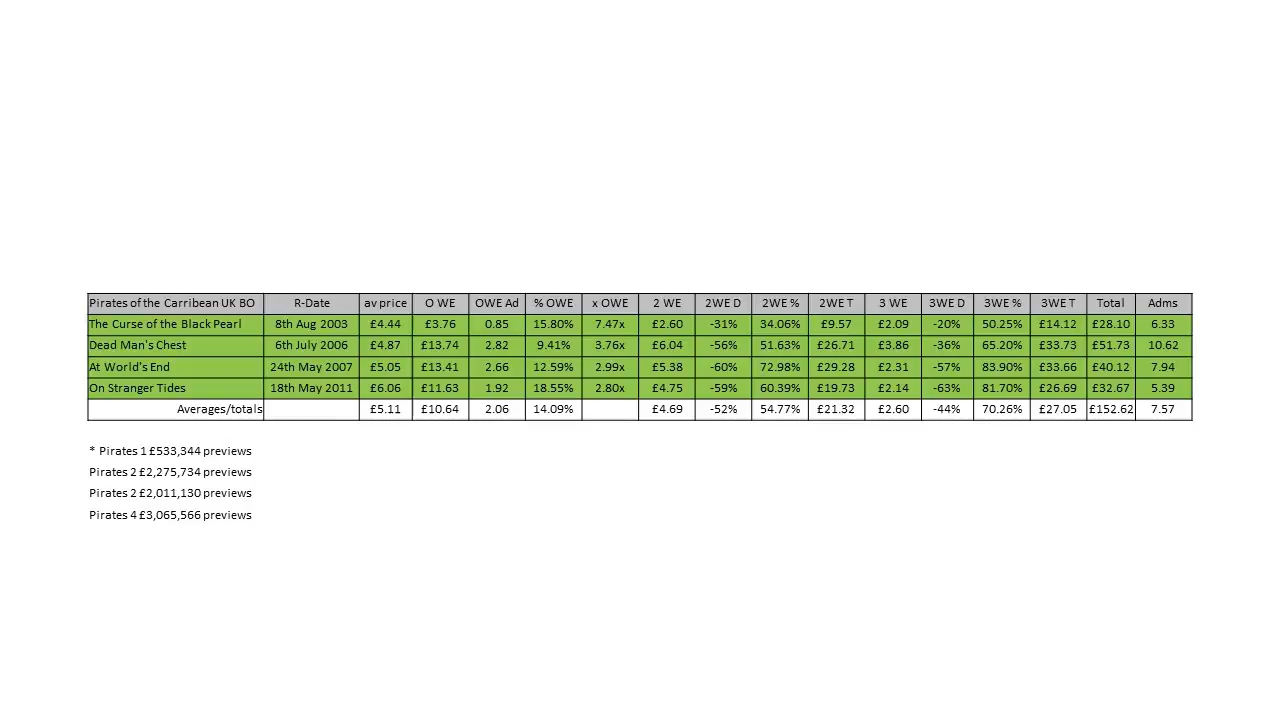 Pirates of the Carribean UK BO R-Date av price O WE OWE Ad % OWE x OWE 2 WE 2WE D 2WE % 2WE T 3 WE 3WE D 3WE % 3WE T Total Adms
The Curse of the Black Pearl 8th Aug 2003 £4.44 £3.76 0.85 15.80% 7.47x £2.60 -31% 34.06% £9.57 £2.09 -20% 50.25% £14.12 £28.10 6.33
Dead Man's Chest 6th July 2006 £4.87 £13.74 2.82 9.41% 3.76x £6.04 -56% 51.63% £26.71 £3.86 -36% 65.20% £33.73 £51.73 10.62
At World's End 24th May 2007 £5.05 £13.41 2.66 12.59% 2.99x £5.38 -60% 72.98% £29.28 £2.31 -57% 83.90% £33.66 £40.12 7.94
On Stranger Tides 18th May 2011 £6.06 £11.63 1.92 18.55% 2.80x £4.75 -59% 60.39% £19.73 £2.14 -63% 81.70% £26.69 £32.67 5.39
Averages/totals £5.11 £10.64 2.06 14.09% £4.69 -52% 54.77% £21.32 £2.60 -44% 70.26% £27.05 £152.62 7.57
* Pirates 1 £533,344 previews
Pirates 2 £2,275,734 previews
Pirates 2 £2,011,130 previews
Pirates 4 £3,065,566 previews